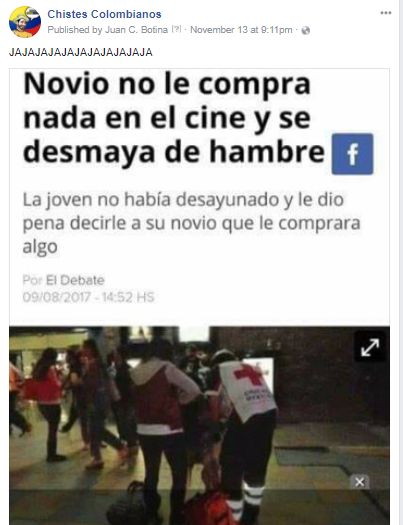 Chistes Colombianos
Published by Juan C. Botina [?] · November 13 at 9:11pm ·
JAJAJAJAJAJAJAJAJAJAJA
Novio no le compra
nada en el cine y se
desmaya de hambre
f
La joven no había desayunado y le dio
pena decirle a su novio que le comprara
algo
Por El Debate
09/08/2017 - 14:52 HS